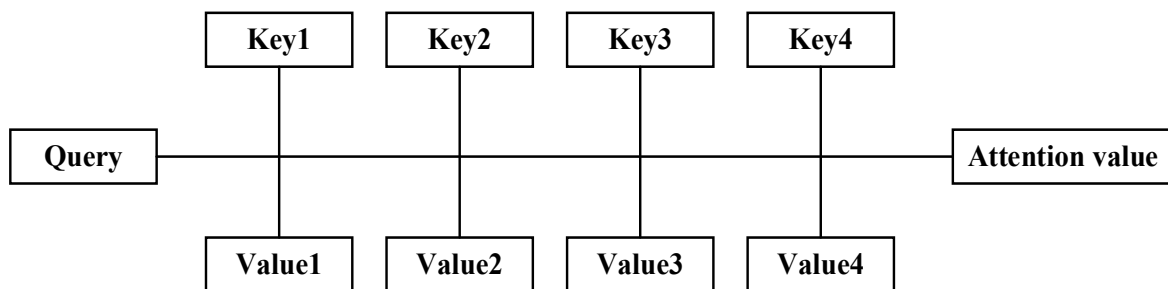 Key1 Key2 Key3 Key4
Query Attention value
Value1 Value2 Value3 Value4